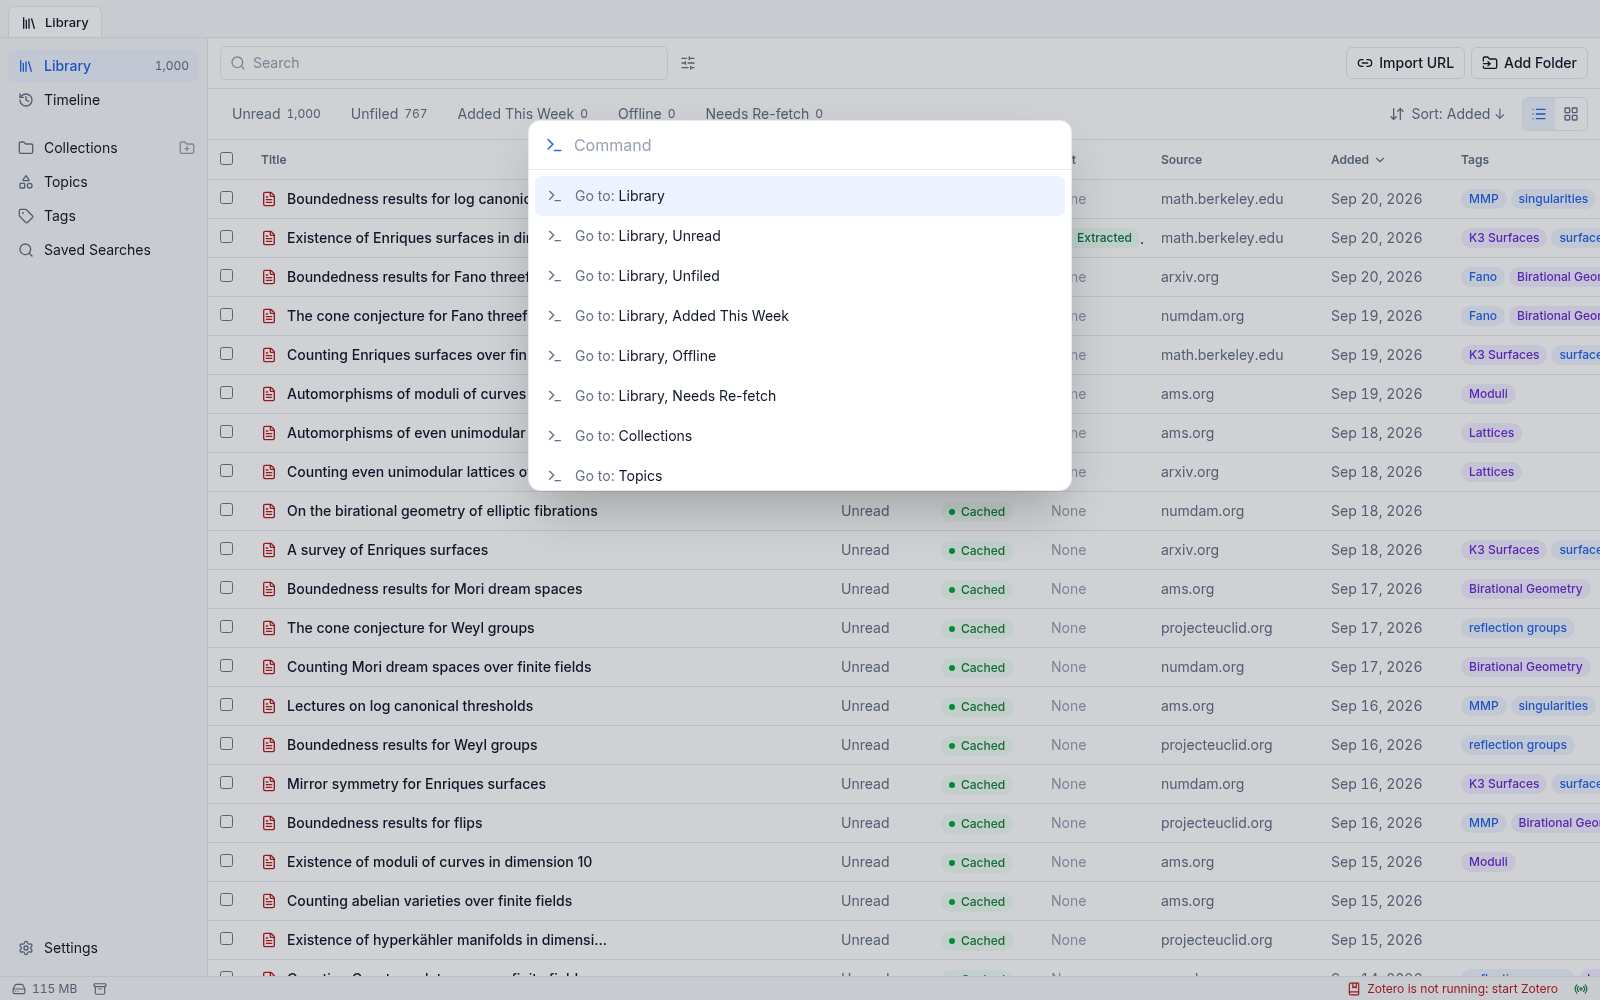 Library
Library 1,000
Timeline
Collections
Topics
Tags
Saved Searches
Settings
Search
Import URL
Add Folder
Unread 1,000 Unfiled 767 Added This Week 0 Offline 0 Needs Re-fetch 0
Sort: Added
Command
Go to: Library
Go to: Library, Unread
Go to: Library, Unfiled
Go to: Library, Added This Week
Go to: Library, Offline
Go to: Library, Needs Re-fetch
Go to: Collections
Go to: Topics
Title Source Added Tags
Boundedness results for log canonic math.berkeley.edu Sep 20, 2026 MMP singularities
Existence of Enriques surfaces in di Extracted math.berkeley.edu Sep 20, 2026 K3 Surfaces surface
Boundedness results for Fano threef arxiv.org Sep 20, 2026 Fano Birational Geor
The cone conjecture for Fano threef numdam.org Sep 19, 2026 Fano Birational Geor
Counting Enriques surfaces over fin math.berkeley.edu Sep 19, 2026 K3 Surfaces surface
Automorphisms of moduli of curves ams.org Sep 19, 2026 Moduli
Automorphisms of even unimodular ams.org Sep 18, 2026 Lattices
Counting even unimodular lattices o arxiv.org Sep 18, 2026 Lattices
On the birational geometry of elliptic fibrations Unread Cached None numdam.org Sep 18, 2026
A survey of Enriques surfaces Unread Cached None arxiv.org Sep 18, 2026 K3 Surfaces surface
Boundedness results for Mori dream spaces Unread Cached None ams.org Sep 17, 2026 Birational Geometry
The cone conjecture for Weyl groups Unread Cached None projecteuclid.org Sep 17, 2026 reflection groups
Counting Mori dream spaces over finite fields Unread Cached None numdam.org Sep 17, 2026 Birational Geometry
Lectures on log canonical thresholds Unread Cached None ams.org Sep 16, 2026 MMP singularities
Boundedness results for Weyl groups Unread Cached None projecteuclid.org Sep 16, 2026 reflection groups
Mirror symmetry for Enriques surfaces Unread Cached None numdam.org Sep 16, 2026 K3 Surfaces surface
Boundedness results for flips Unread Cached None projecteuclid.org Sep 16, 2026 MMP Birational Geo
Existence of moduli of curves in dimension 10 Unread Cached None ams.org Sep 15, 2026 Moduli
Counting abelian varieties over finite fields Unread Cached None ams.org Sep 15, 2026
Existence of hyperkähler manifolds in dimensi... Unread Cached None projecteuclid.org Sep 15, 2026
115 MB
Zotero is not running: start Zotero